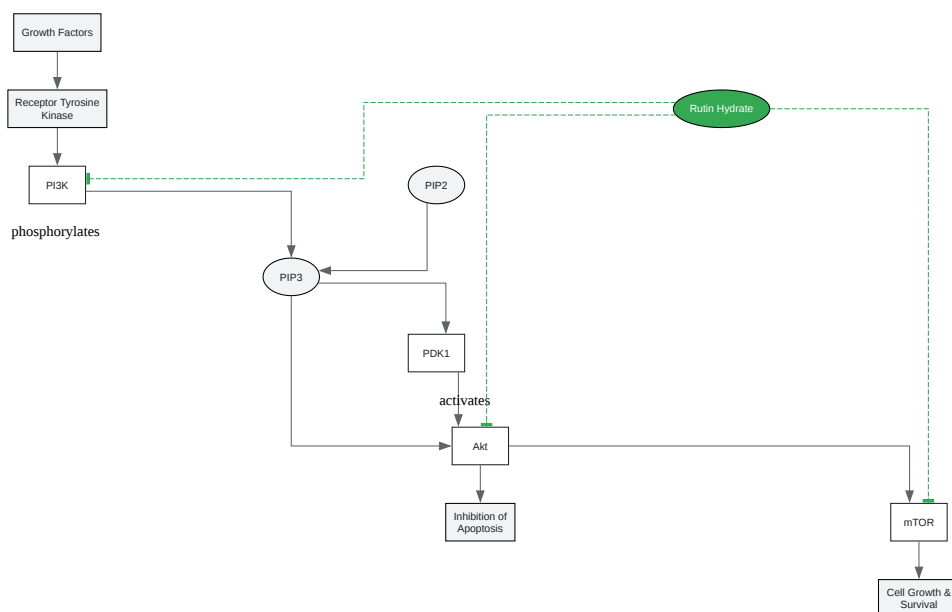 Growth Factors
Receptor Tyrosine
Kinase
Rutin Hydrate
PI3K
PIP2
phosphorylates
PIP3
PDK1
activates
Akt
Inhibition of
Apoptosis
mTOR
Cell Growth &
Survival